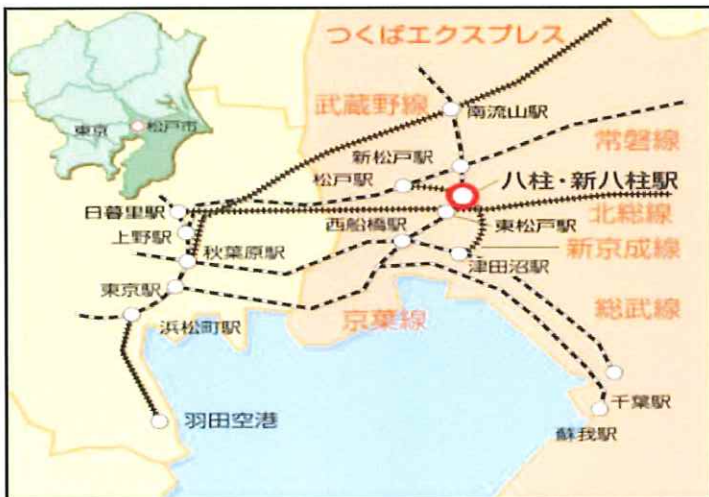 つくばエクスプレス
武蔵野線
南流山駅
東京
松戸市
常磐線
新松戸駅
松戸駅
八柱・新八柱駅
日暮里駅
北総線
西船橋駅
東松戸駅
上野駅
秋葉原駅
新京成線
津田沼駅
東京駅
総武線
京葉線
浜松町駅
千葉駅
羽田空港
蘇我駅